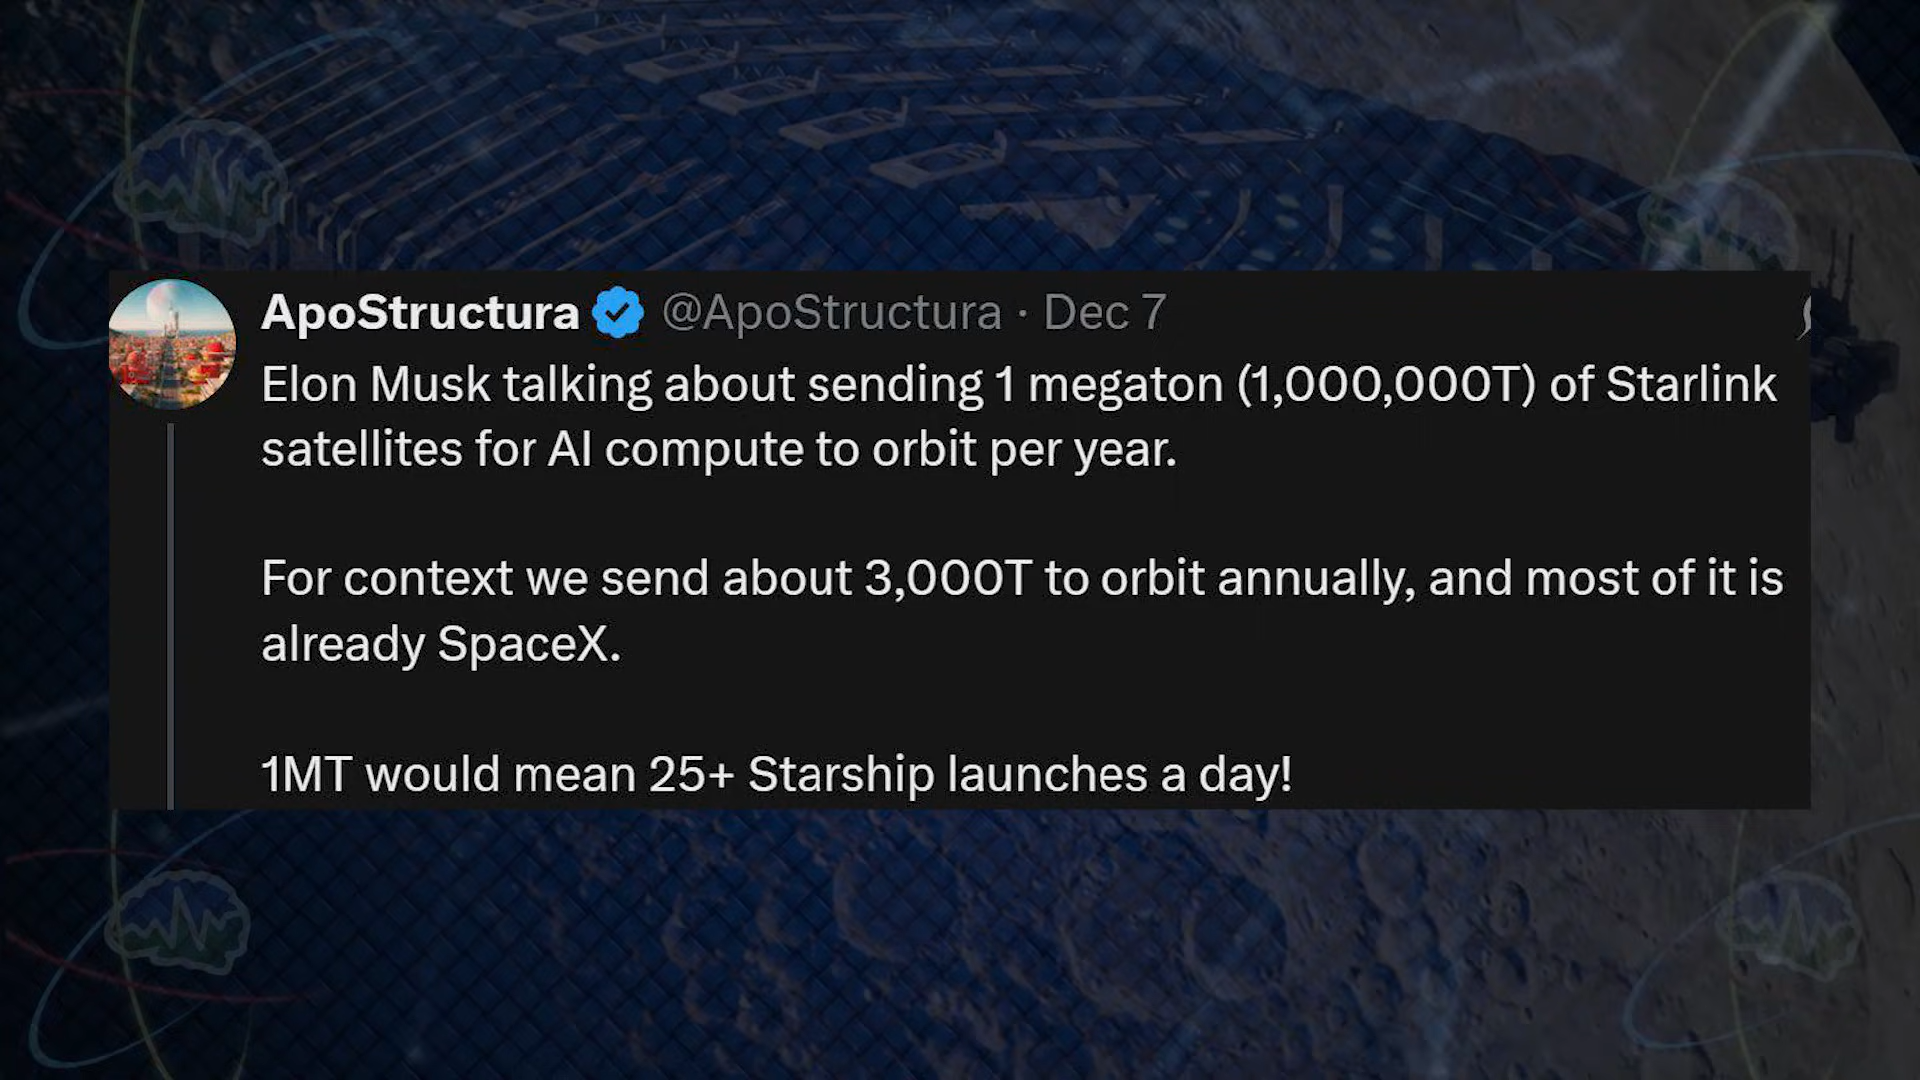 ApoStructura @ApoStructura · Dec 7
Elon Musk talking about sending 1 megaton (1,000,000T) of Starlink
satellites for AI compute to orbit per year.
For context we send about 3,000T to orbit annually, and most of it is
already SpaceX.
1MT would mean 25+ Starship launches a day!